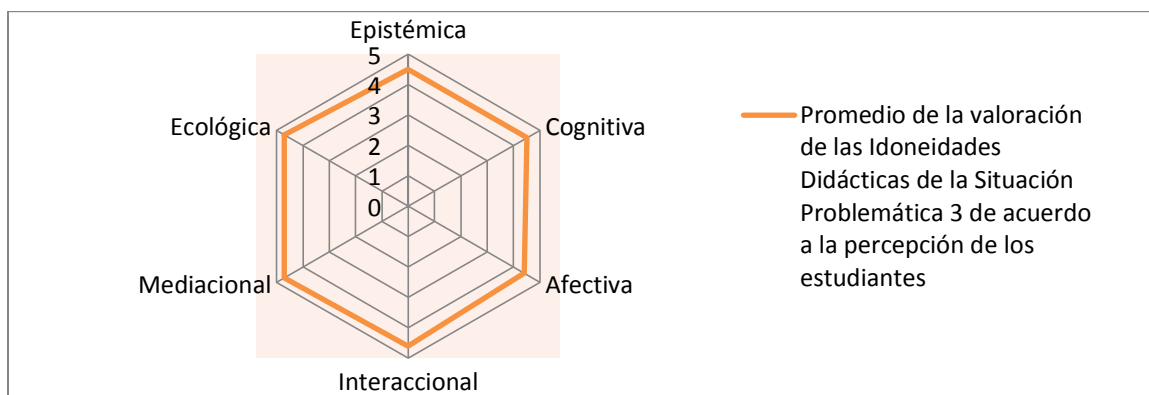 Epistémica
5
4
3
2
1
0
Ecológica
Cognitiva
Mediacional
Afectiva
Interaccional
Promedio de la valoración
de las Idoneidades
Didácticas de la Situación
Problemática 3 de acuerdo
a la percepción de los
estudiantes